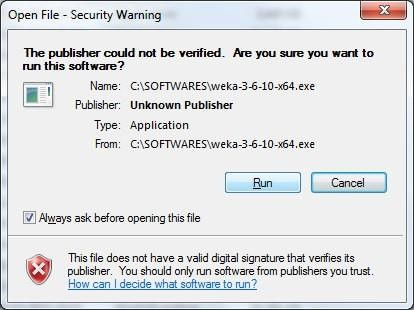 Open File - Security Warning
The publisher could not be verified. Are you sure you want to
run this software?
Name: C:\SOFTWARES\weka-3-6-10-x64.exe
Publisher: Unknown Publisher
Type: Application
From: C:\SOFTWARES\weka-3-6-10-x64.exe
Run Cancel
Always ask before opening this file
This file does not have a valid digital signature that verifies its
publisher. You should only run software from publishers you trust.
How can I decide what software to run?